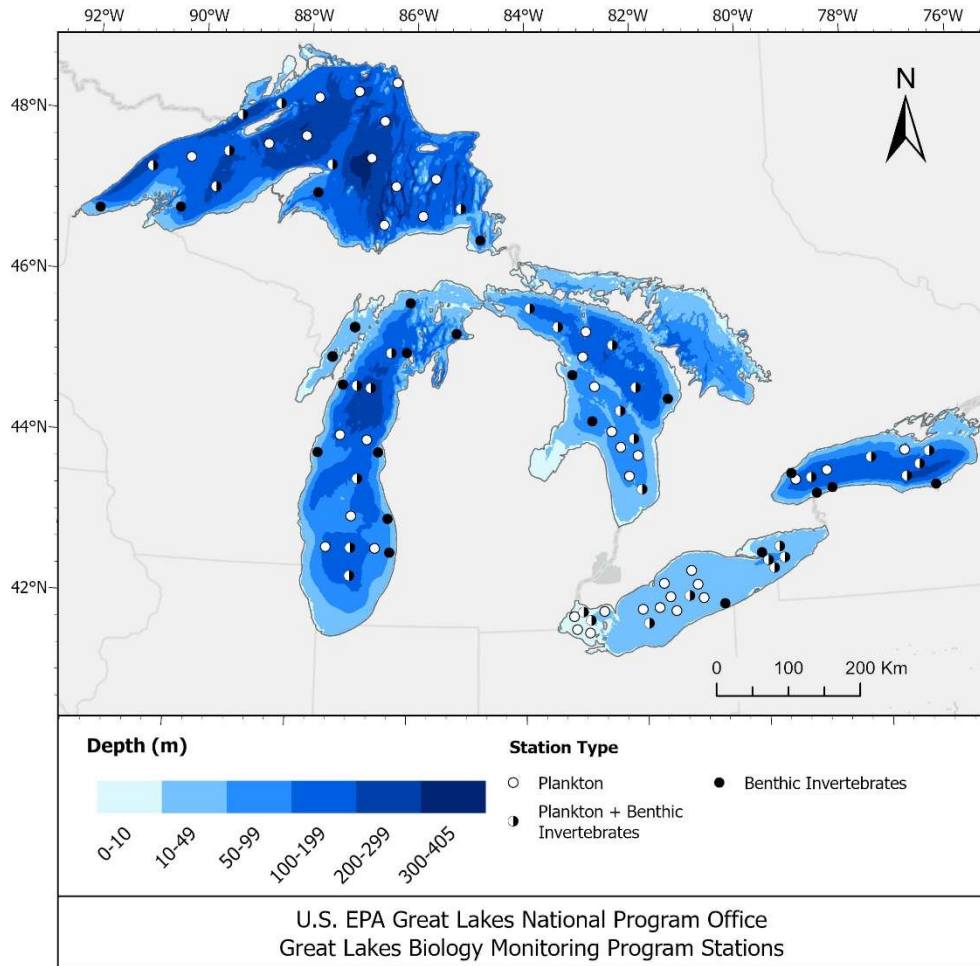 92°W 90°W 88°W 86°W 84°W 82°W 80°W 78°W 76°W
N
48°N
46°N
44°N
42°N
0 100 200 Km
Depth (m)
0-10
10-49
50-99
100-199
200-299
300-405
Station Type
Plankton
Benthic Invertebrates
Plankton + Benthic
Invertebrates
U.S. EPA Great Lakes National Program Office
Great Lakes Biology Monitoring Program Stations